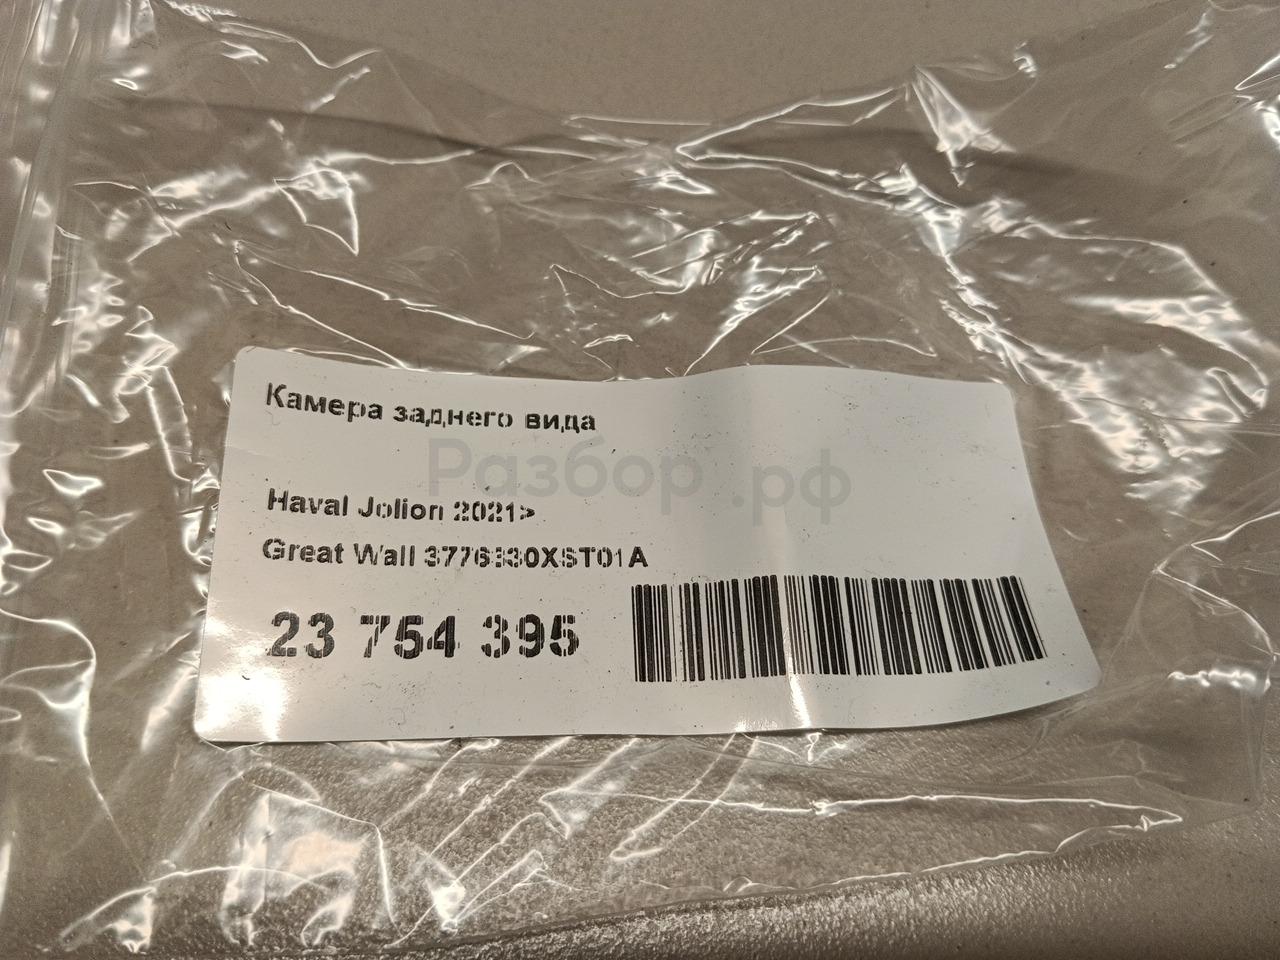 Камера заднего вида
Разбор.рф
Haval Jolion 2021>
Great Wall 3776330XST01A
23 754 395